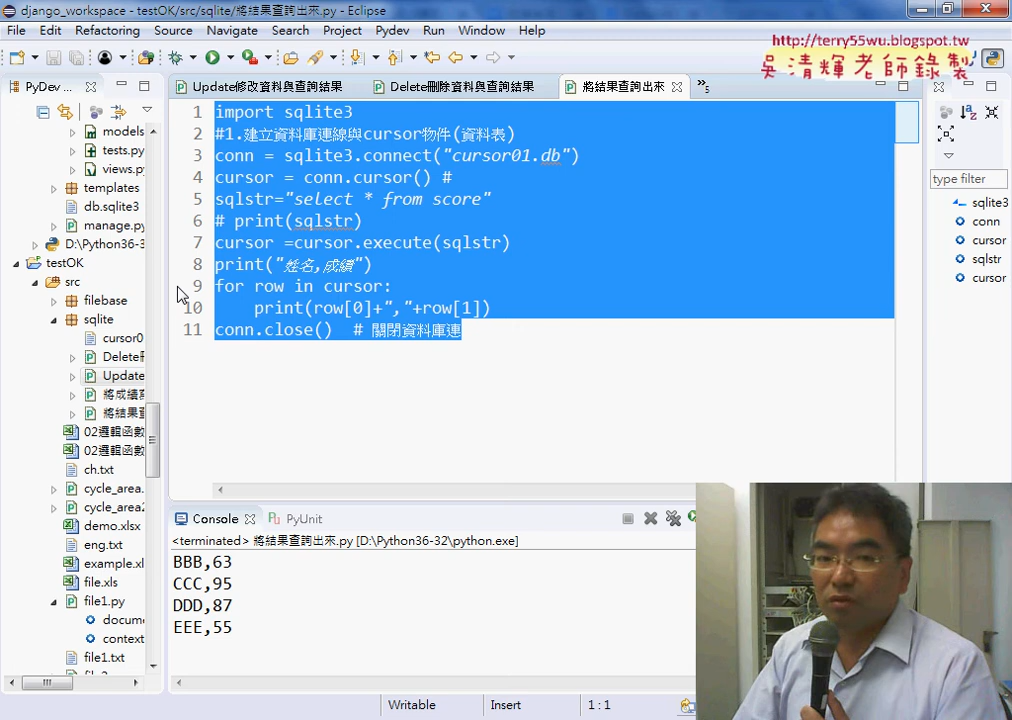 django_workspace - testOK/src/sqlite/將結果查詢出來.py - Eclipse
File Edit Refactoring Source Navigate Search Project Pydev Run Window Help
http://terry55wu.blogspot.tw
吳清輝老師錄製
PyDev ...
Update修改資料與查詢結果
Delete刪除資料與查詢結果
將結果查詢出來
»5
models
tests.py
views.py
templates
db.sqlite3
manage.py
D:\Python36-3
testOK
src
filebase
sqlite
cursor0
Delete
Update
將成績
將結果查
02邏輯函數
02邏輯函數
ch.txt
cycle_area.
cycle_area2
demo.xlsx
eng.txt
example.xl
file.xls
file1.py
docum
context
file1.txt
1 import sqlite3
2 #1.建立資料庫連線與cursor物件(資料表)
3 conn = sqlite3.connect("cursor01.db")
4 cursor = conn.cursor() #
5 sqlstr="select * from score"
6 # print(sqlstr)
7 cursor =cursor.execute(sqlstr)
8 print("姓名,成績")
9 for row in cursor:
10 print(row[0]+","+row[1])
11 conn.close() # 關閉資料庫連
type filter
sqlite3
conn
cursor
sqlstr
cursor
Console
PyUnit
<terminated> 將結果查詢出來.py [D:\Python36-32\python.exe]
BBB,63
CCC,95
DDD,87
EEE,55
Writable
Insert
1 : 1